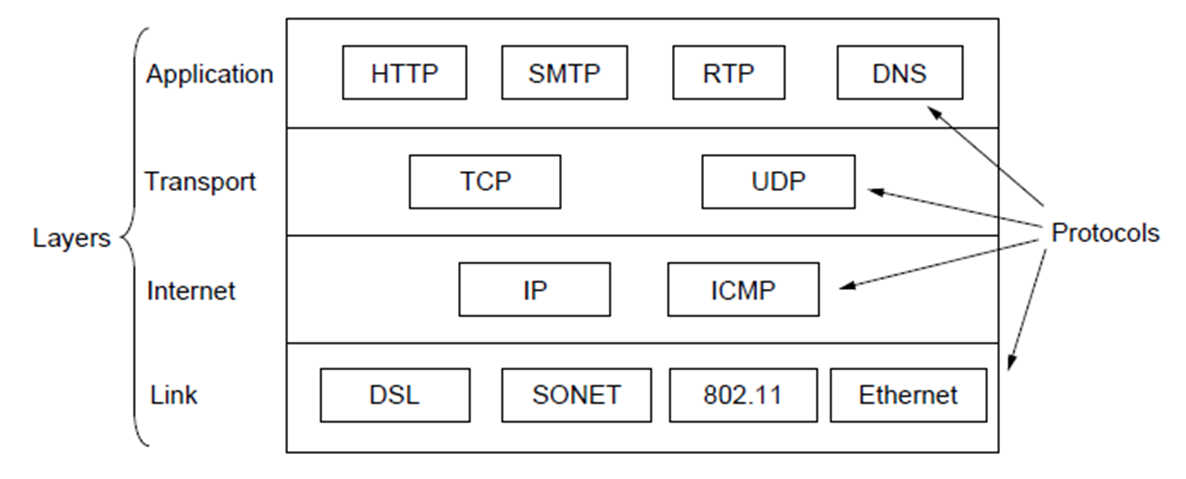 Application HTTP SMTP RTP DNS
Transport TCP UDP
Layers Protocols
Internet IP ICMP
Link DSL SONET 802.11 Ethernet